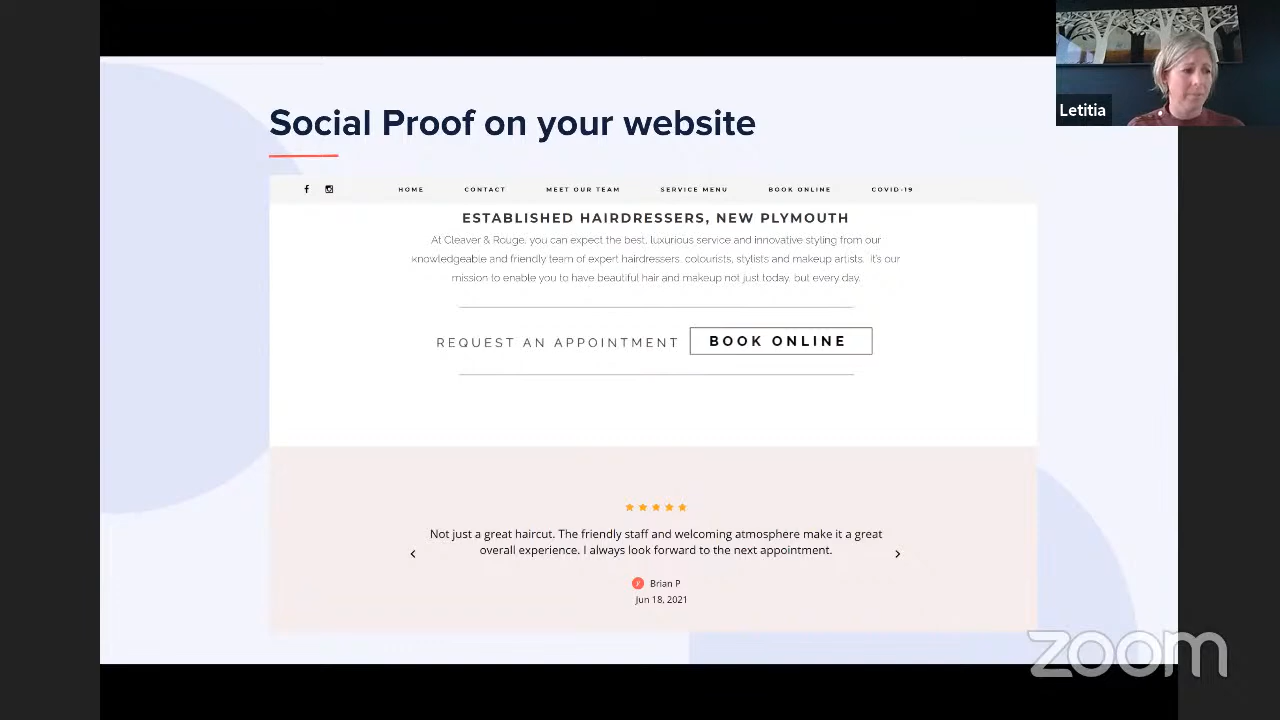 Letitia
Social Proof on your website
HOME CONTACT MEET OUR TEAM SERVICE MENU BOOK ONLINE COVID-19
ESTABLISHED HAIRDRESSERS, NEW PLYMOUTH
At Cleaver & Rouge, you can expect the best, luxurious service and innovative styling from our
knowledgeable and friendly team of expert hairdressers, colourists, stylists and makeup artists. It's our
mission to enable you to have beautiful hair and makeup not just today, but every day.
REQUEST AN APPOINTMENT BOOK ONLINE
Not just a great haircut. The friendly staff and welcoming atmosphere make it a great
overall experience. I always look forward to the next appointment.
Brian P
Jun 18, 2021
zoom